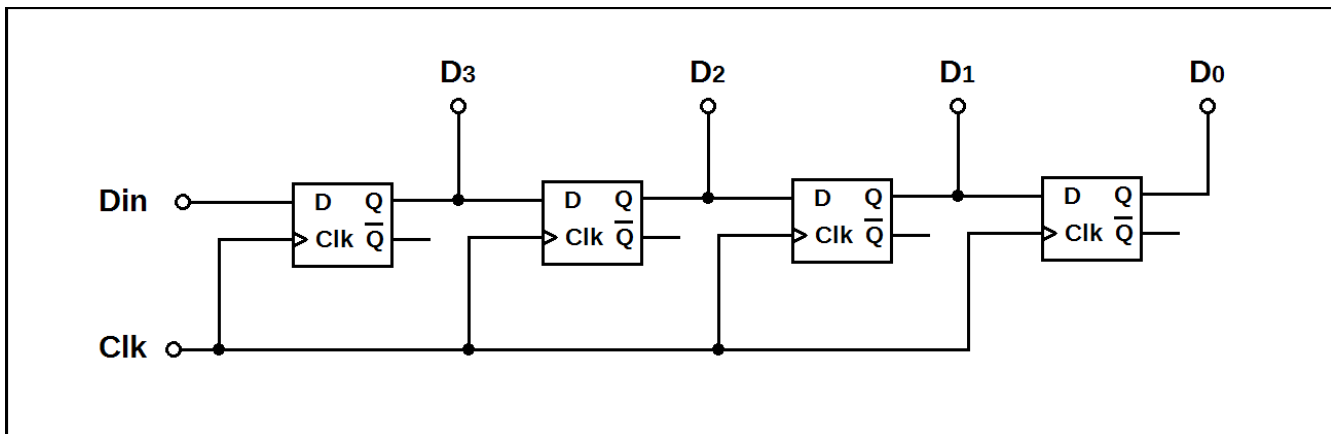 D3 D2 D1 D0
Din D Q D Q D Q D Q
Clk Q̅ Clk Q̅ Clk Q̅ Clk Q̅
Clk